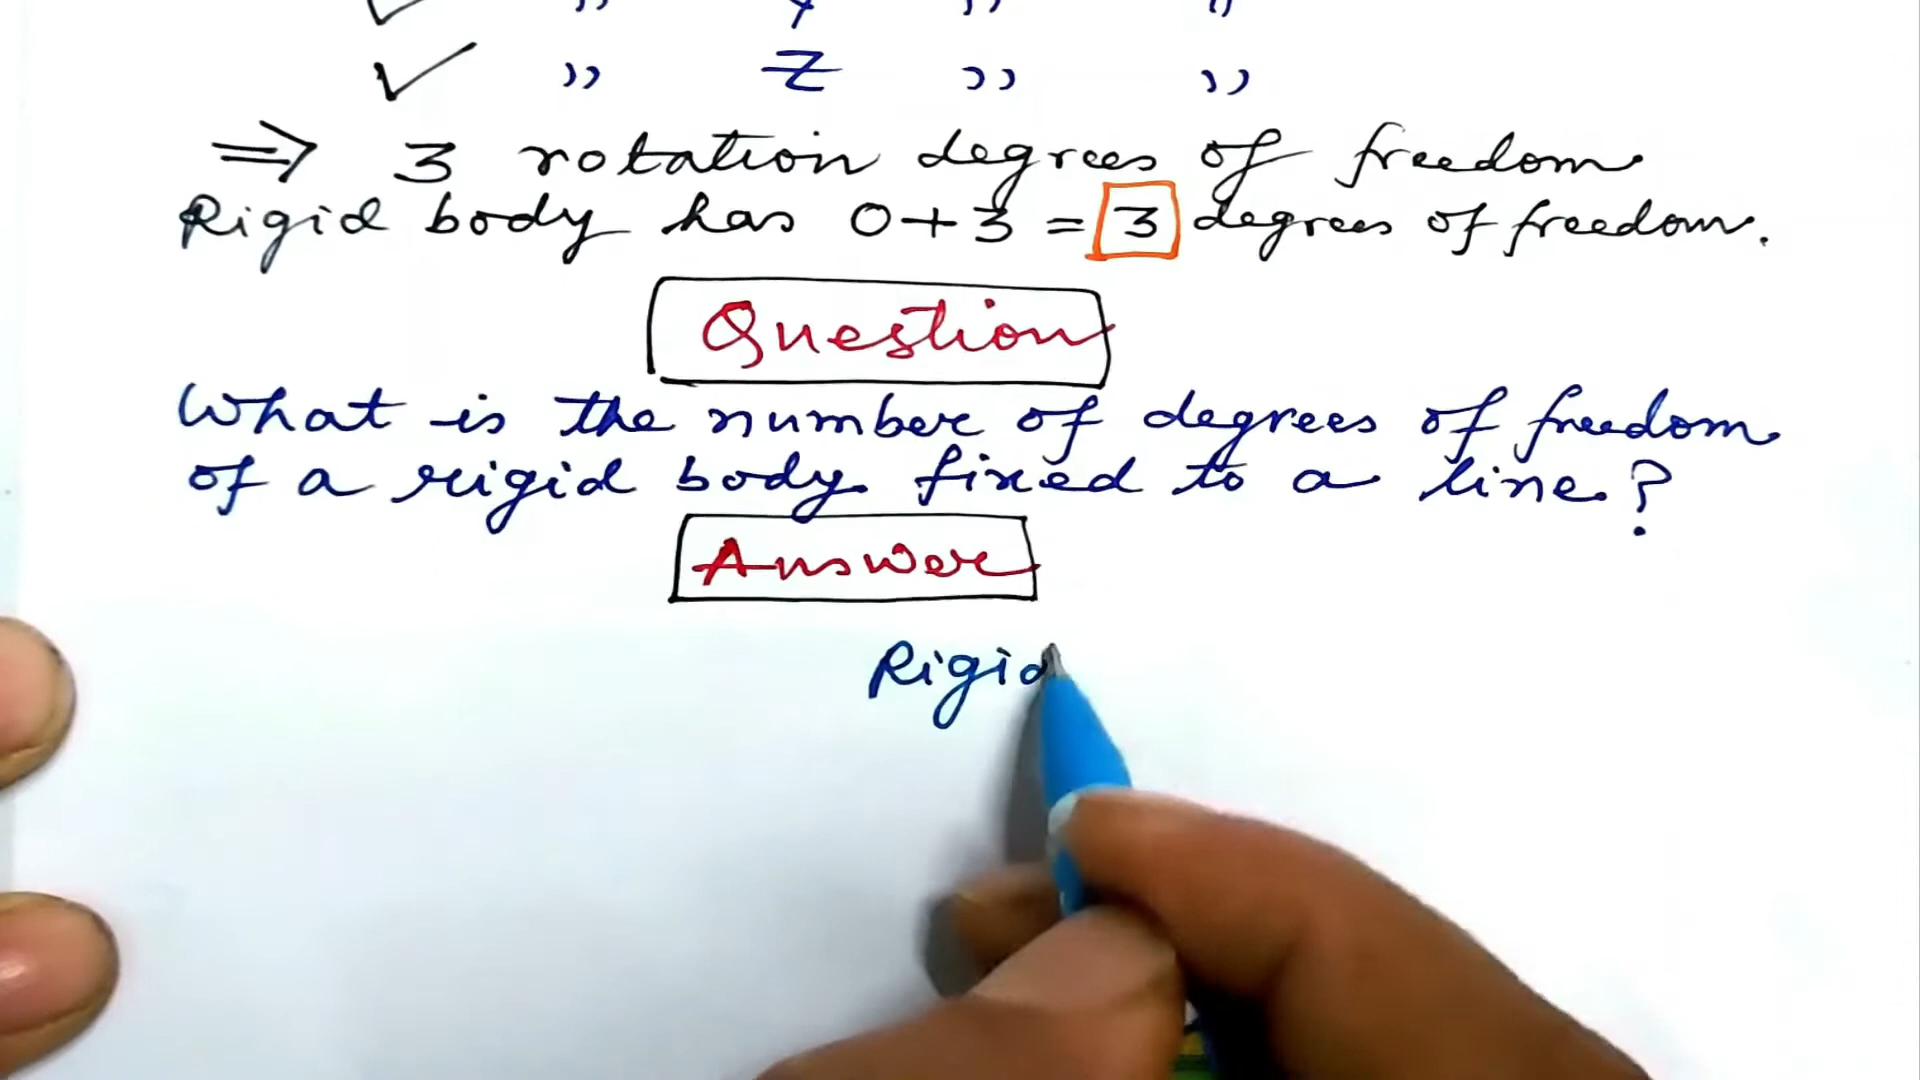 ✓ ,, Y ,, ,,
✓ ,, Z ,, ,,
⇒ 3 rotation degrees of freedom
Rigid body has 0+3 = 3 degrees of freedom.
Question
What is the number of degrees of freedom
of a rigid body fixed to a line?
Answer
Rigid